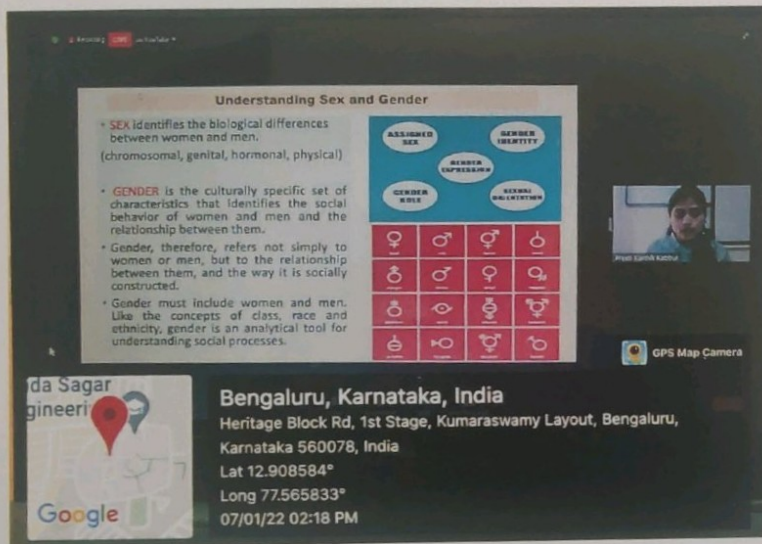 Recording LIVE
Understanding Sex and Gender
• SEX identifies the biological differences
between women and men.
(chromosomal, genital, hormonal, physical)
• GENDER is the culturally specific set of
characteristics that identifies the social
behavior of women and men and the
relationship between them.
• Gender, therefore, refers not simply to
women or men, but to the relationship
between them, and the way it is socially
constructed.
• Gender must include women and men.
Like the concepts of class, race and
ethnicity, gender is an analytical tool for
understanding social processes.
ASSIGNED
SEX
GENDER
IDENTITY
GENDER
EXPRESSION
GENDER
ROLE
SEXUAL
ORIENTATION
GPS Map Camera
da Sagar
gineeri
Google
Bengaluru, Karnataka, India
Heritage Block Rd, 1st Stage, Kumaraswamy Layout, Bengaluru,
Karnataka 560078, India
Lat 12.908584°
Long 77.565833°
07/01/22 02:18 PM